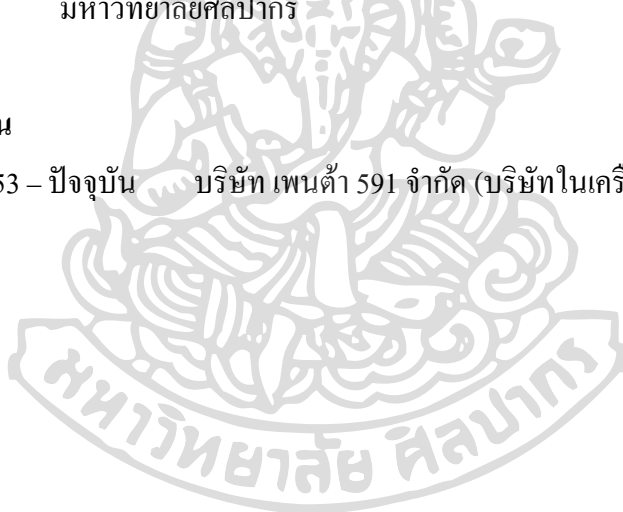 มหาวิทยาลัยศิลปากร
น
53 – ปัจจุบัน บริษัท เพนต้า 591 จำกัด (บริษัทในเครื
มหาวิทยาลัย ศิลปากร